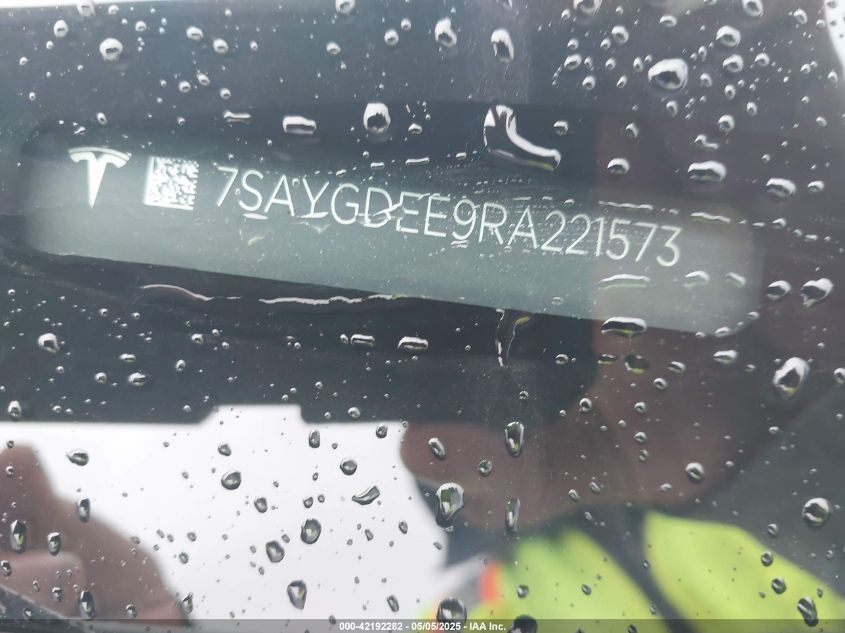 7SAYGDEE9RA221573
000-42192282 - 05/05/2025 - IAA Inc.